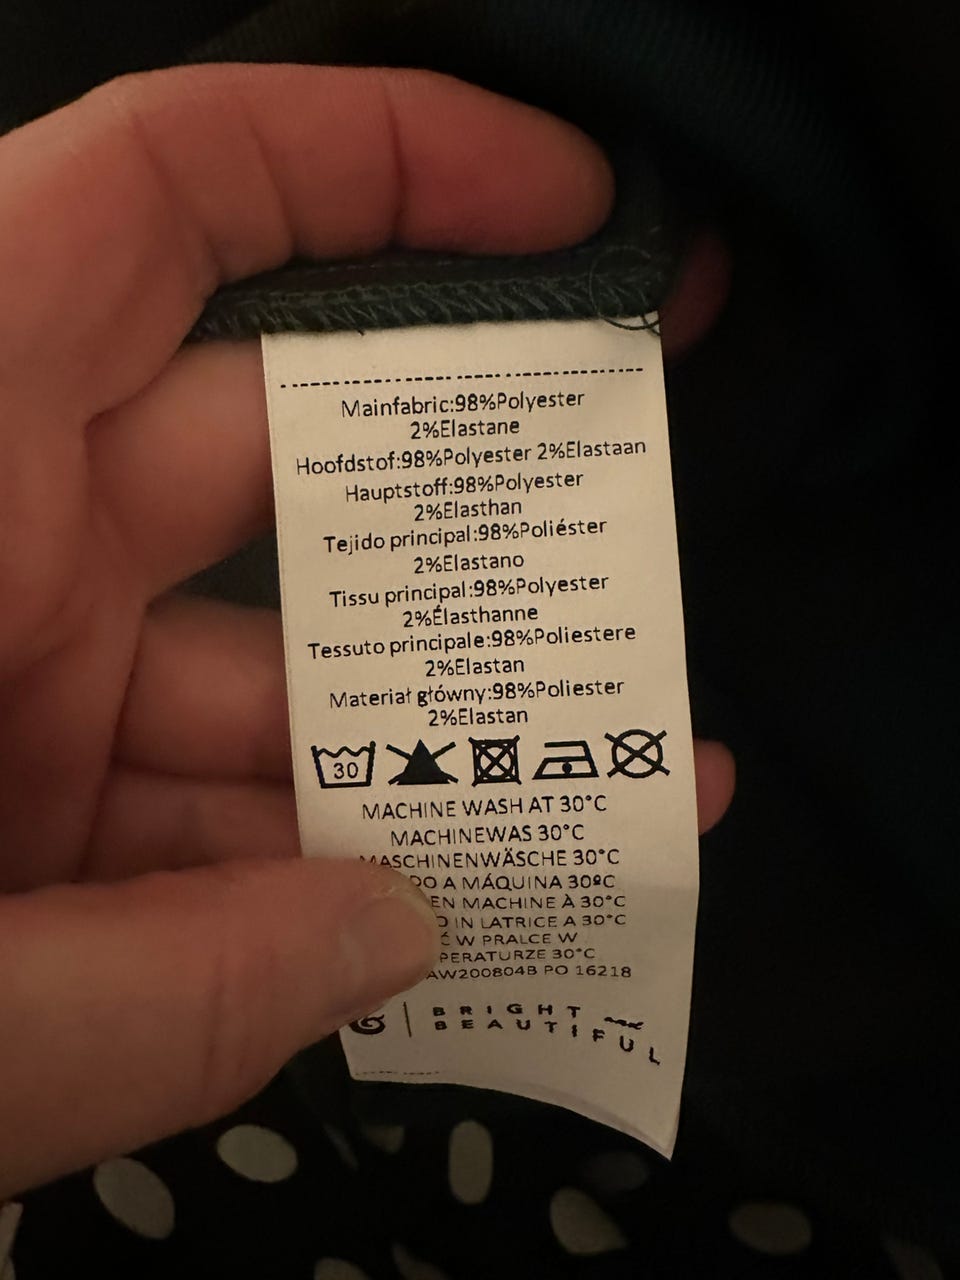 Mainfabric:98%Polyester
2%Elastane
Hoofdstof:98%Polyester 2%Elastaan
Hauptstoff:98%Polyester
2%Elasthan
Tejido principal:98%Poliéster
2%Elastano
Tissu principal:98%Polyester
2%Élasthanne
Tessuto principale:98%Poliestere
2%Elastan
Materiał główny:98%Poliester
2%Elastan
30
MACHINE WASH AT 30°C
MACHINEWAS 30°C
MASCHINENWÄSCHE 30°C
A MÁQUINA 30ºC
EN MACHINE À 30°C
IN LATRICE A 30°C
W PRALCE W
30°C
AW200804B PO 16218
BRIGHT and
BEAUTIFUL